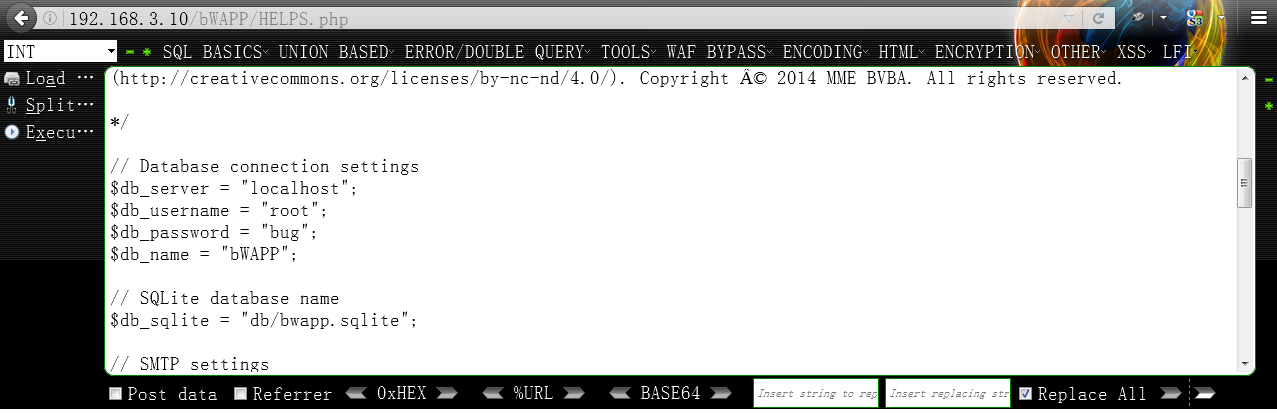 192.168.3.10/bWAPP/HELPS.php
INT
SQL BASICS UNION BASED ERROR/DOUBLE QUERY TOOLS WAF BYPASS ENCODING HTML ENCRYPTION OTHER XSS LFI
Load ···
Split···
Execu···
(http://creativecommons.org/licenses/by-nc-nd/4.0/). Copyright Â© 2014 MME BVBA. All rights reserved.
*/
// Database connection settings
$db_server = "localhost";
$db_username = "root";
$db_password = "bug";
$db_name = "bWAPP";
// SQLite database name
$db_sqlite = "db/bwapp.sqlite";
// SMTP settings
Post data Referrer 0xHEX %URL BASE64 Insert string to rep Insert replacing str Replace All